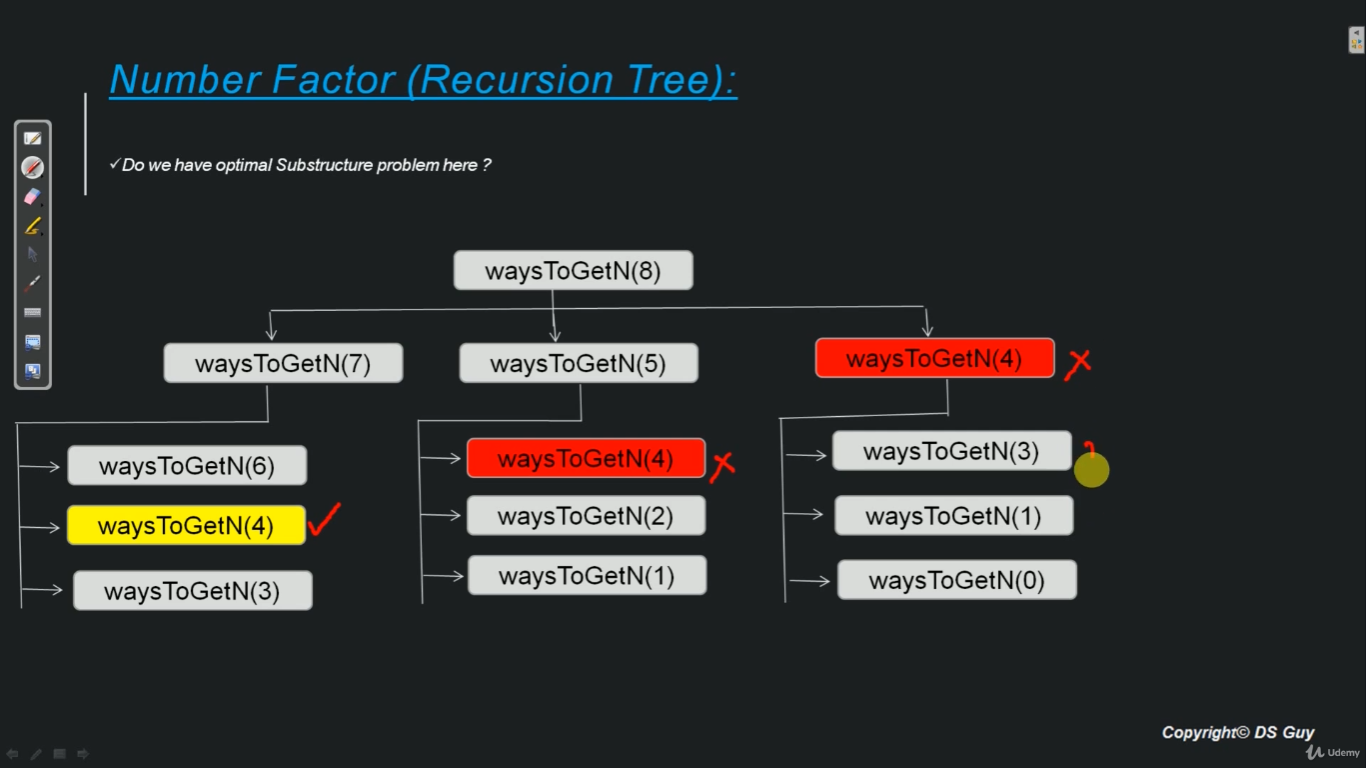 Number Factor (Recursion Tree):
✓Do we have optimal Substructure problem here ?
waysToGetN(8)
waysToGetN(7)
waysToGetN(5)
waysToGetN(4)
waysToGetN(6)
waysToGetN(4)
waysToGetN(3)
waysToGetN(4)
waysToGetN(2)
waysToGetN(1)
waysToGetN(3)
waysToGetN(1)
waysToGetN(0)
Copyright© DS Guy
Udemy